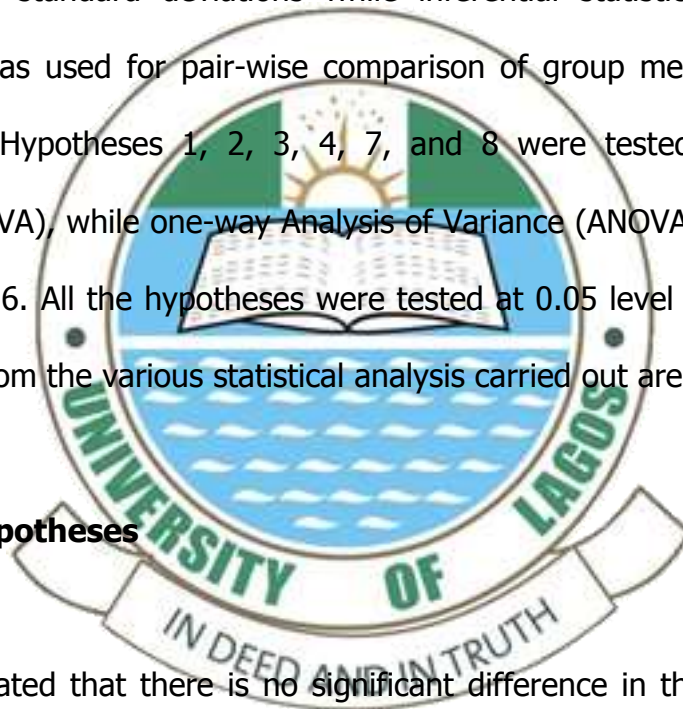 standard deviations while inferential statistic
as used for pair-wise comparison of group me
Hypotheses 1, 2, 3, 4, 7, and 8 were tested
VA), while one-way Analysis of Variance (ANOVA
6. All the hypotheses were tested at 0.05 level
om the various statistical analysis carried out are
potheses
UNIVERSITY OF LAGOS
IN DEED AND IN TRUTH
ated that there is no significant difference in th